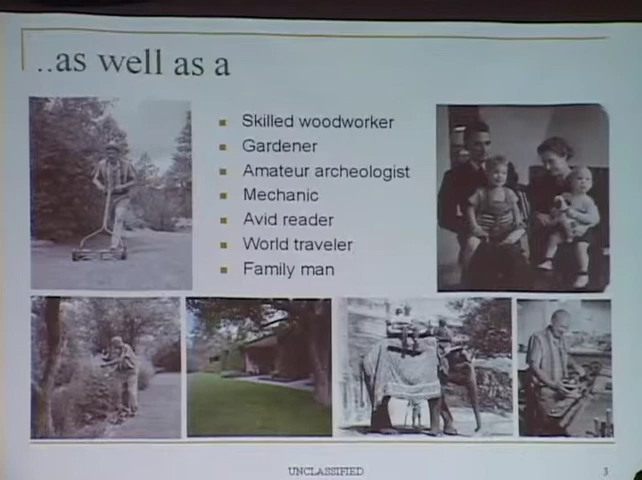 ..as well as a
Skilled woodworker
Gardener
Amateur archeologist
Mechanic
Avid reader
World traveler
Family man
UNCLASSIFIED
3